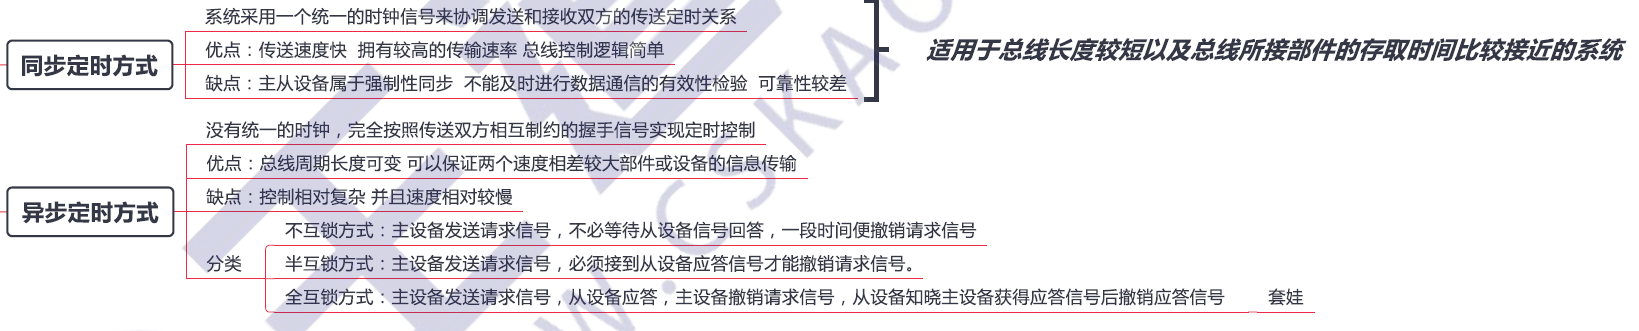 系统采用一个统一的时钟信号来协调发送和接收双方的传送定时关系
同步定时方式
优点：传送速度快 拥有较高的传输速率 总线控制逻辑简单
缺点：主从设备属于强制性同步 不能及时进行数据通信的有效性检验 可靠性较差
适用于总线长度较短以及总线所接部件的存取时间比较接近的系统
没有统一的时钟，完全按照传送双方相互制约的握手信号实现定时控制
优点：总线周期长度可变 可以保证两个速度相差较大部件或设备的信息传输
异步定时方式
缺点：控制相对复杂 并且速度相对较慢
分类
不互锁方式：主设备发送请求信号，不必等待从设备信号回答，一段时间便撤销请求信号
半互锁方式：主设备发送请求信号，必须接到从设备应答信号才能撤销请求信号。
全互锁方式：主设备发送请求信号，从设备应答，主设备撤销请求信号，从设备知晓主设备获得应答信号后撤销应答信号
套娃
W.CSKAO